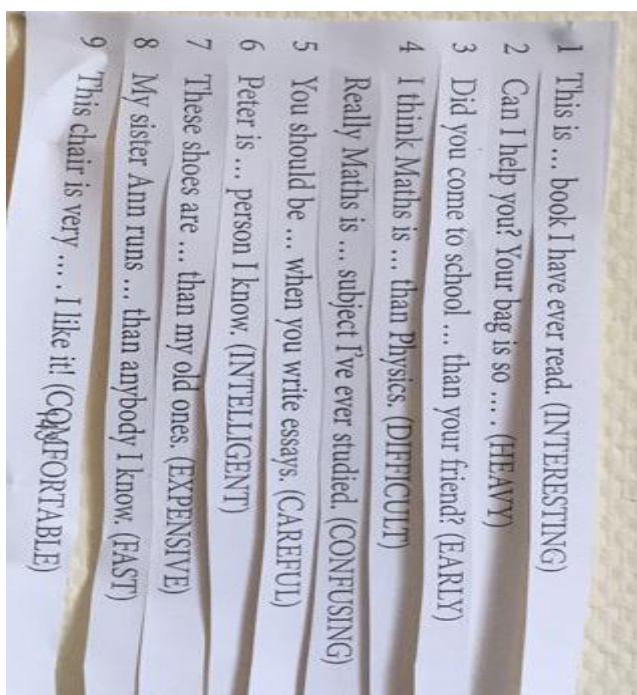 1 This is ... book I have ever read. (INTERESTING)
2 Can I help you? Your bag is so ... . (HEAVY)
3 Did you come to school ... than your friend? (EARLY)
4 I think Maths is ... than Physics. (DIFFICULT)
Really Maths is ... subject I've ever studied. (CONFUSING)
5 You should be ... when you write essays. (CAREFUL)
6 Peter is ... person I know. (INTELLIGENT)
7 These shoes are ... than my old ones. (EXPENSIVE)
8 My sister Ann runs ... than anybody I know. (FAST)
9 This chair is very ... . I like it! (COMFORTABLE)